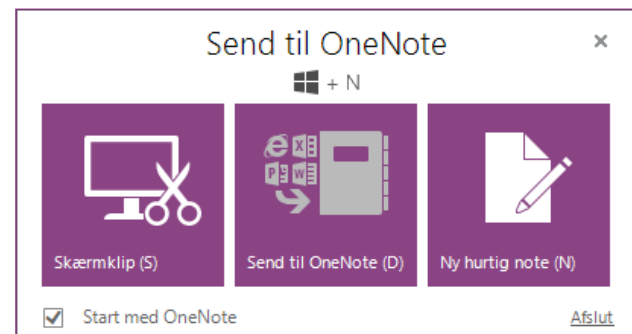 Send til OneNote
+ N
Skærmklip (S)
Send til OneNote (D)
Ny hurtig note (N)
Start med OneNote
Afslut